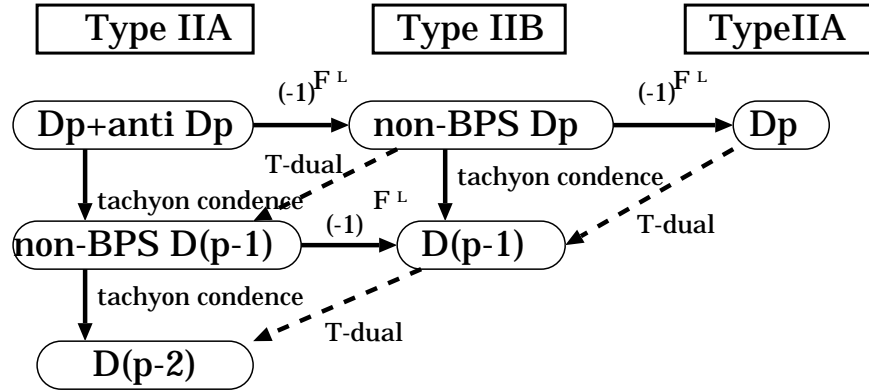 Type IIA
Type IIB
TypeIIA
(-1)^F L
(-1)^F L
Dp+anti Dp
non-BPS Dp
Dp
T-dual
tachyon condence
tachyon condence
F L
(-1)
T-dual
non-BPS D(p-1)
D(p-1)
tachyon condence
T-dual
D(p-2)